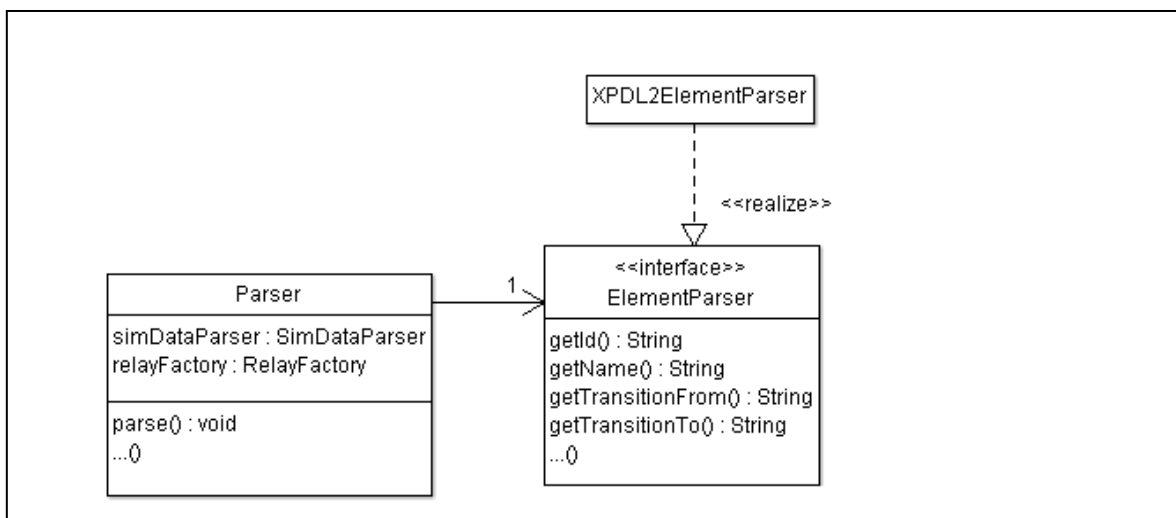 XPDL2ElementParser
<<realize>>
<<interface>>
ElementParser
getId() : String
getName() : String
getTransitionFrom() : String
getTransitionTo() : String
...()
1
Parser
simDataParser : SimDataParser
relayFactory : RelayFactory
parse() : void
...()